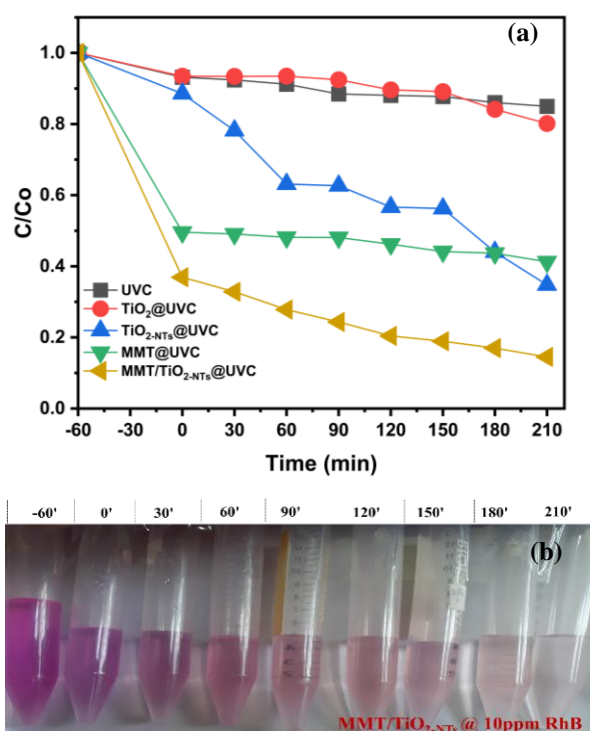 (a)
1.0
0.8
0.6
0.4
0.2
0.0
C/Co
UVC
TiO₂@UVC
TiO₂₋NTs@UVC
MMT@UVC
MMT/TiO₂₋NTs@UVC
-60 -30 0 30 60 90 120 150 180 210
Time (min)
-60' 0' 30' 60' 90' 120' 150' 180' 210'
(b)
MMT/TiO₂₋NTs @ 10ppm RhB